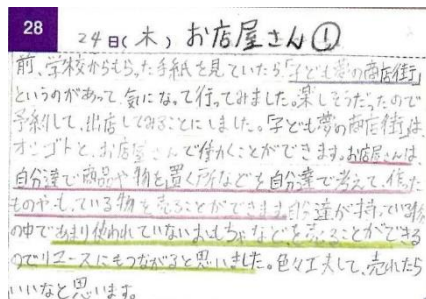 28
24日(木) お店屋さん①
前、学校からもらった手紙を見ていたら、「子ども夢の商店街」
というのがあって、気になって行ってみました。楽しそうだったので
予約して、出店してみることにしました。「子ども夢の商店街」は、
オシゴトと、お店屋さんで働くことができます。お店屋さんは、
自分達で商品や物を置く所などを自分達で考えて、作った
ものやもっている物を売ることができます。自分達が持っている物
の中であまり使われていないおもちゃなどを売ることができる
のでリユースにもつながると思いました。色々工夫して、売れたら
いいなと思います。